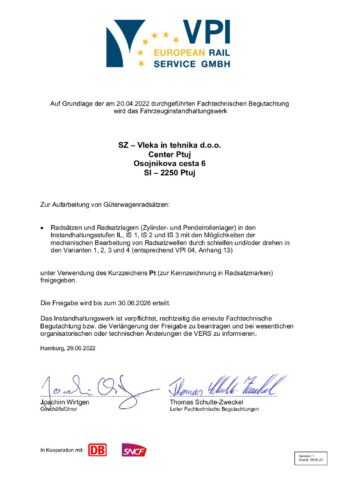 VPI
EUROPEAN RAIL
SERVICE GMBH
Auf Grundlage der am 20.04.2022 durchgeführten Fachtechnischen Begutachtung
wird das Fahrzeuginstandhaltungswerk
SZ – Vleka in tehnika d.o.o.
Center Ptuj
Osojnikova cesta 6
SI – 2250 Ptuj
Zur Aufarbeitung von Güterwagenradsätzen:
• Radsätzen und Radsatzlagern (Zylinder- und Pendelrollenlager) in den
Instandhaltungsstufen IL, IS 1, IS 2 und IS 3 mit den Möglichkeiten der
mechanischen Bearbeitung von Radsatzwellen durch schleifen und/oder drehen in
den Varianten 1, 2, 3 und 4 (entsprechend VPI 04, Anhang 13)
unter Verwendung des Kurzzeichens Pt (zur Kennzeichnung in Radsatzmarken)
freigegeben.
Die Freigabe wird bis zum 30.06.2026 erteilt.
Das Instandhaltungswerk ist verpflichtet, rechtzeitig die erneute Fachtechnische
Begutachtung bzw. die Verlängerung der Freigabe zu beantragen und bei wesentlichen
organisatorischen oder technischen Änderungen die VERS zu informieren.
Hamburg, 29.06.2022
Joachim Wirtgen Thomas Schulte-Zweckel
Geschäftsführer Leiter Fachtechnische Begutachtungen
In Kooperation mit: DB SNCF
Version: 1